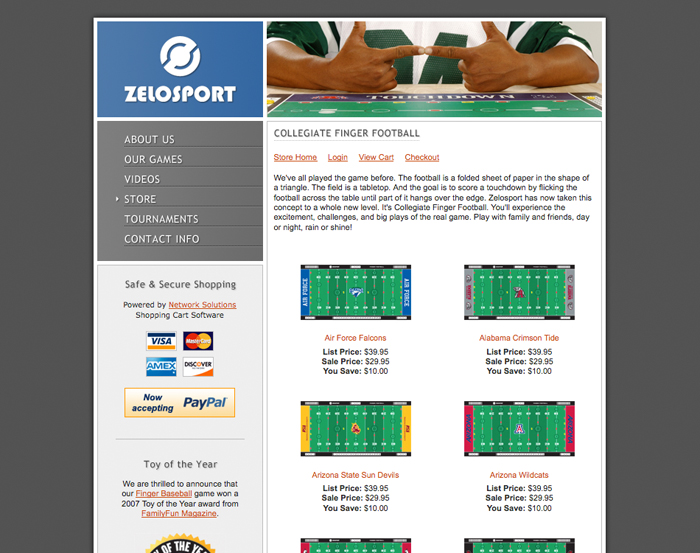 ZELOSPORT
TOUCHDOWN
ABOUT US
OUR GAMES
VIDEOS
STORE
TOURNAMENTS
CONTACT INFO
Safe & Secure Shopping
Powered by Network Solutions
Shopping Cart Software
VISA
MasterCard
AMEX
DISCOVER
Now
accepting
PayPal
Toy of the Year
We are thrilled to announce that
our Finger Baseball game won a
2007 Toy of the Year award from
FamilyFun Magazine.
OF THE YEAR
COLLEGIATE FINGER FOOTBALL
Store Home Login View Cart Checkout
We've all played the game before. The football is a folded sheet of paper in the shape of
a triangle. The field is a tabletop. And the goal is to score a touchdown by flicking the
football across the table until part of it hangs over the edge. Zelosport has now taken this
concept to a whole new level. It's Collegiate Finger Football. You'll experience the
excitement, challenges, and big plays of the real game. Play with family and friends, day
or night, rain or shine!
AIR FORCE
AIR FORCE
Air Force Falcons
List Price: $39.95
Sale Price: $29.95
You Save: $10.00
Alabama Crimson Tide
List Price: $39.95
Sale Price: $29.95
You Save: $10.00
Arizona State Sun Devils
List Price: $39.95
Sale Price: $29.95
You Save: $10.00
ARIZONA
A
ARIZONA
Arizona Wildcats
List Price: $39.95
Sale Price: $29.95
You Save: $10.00